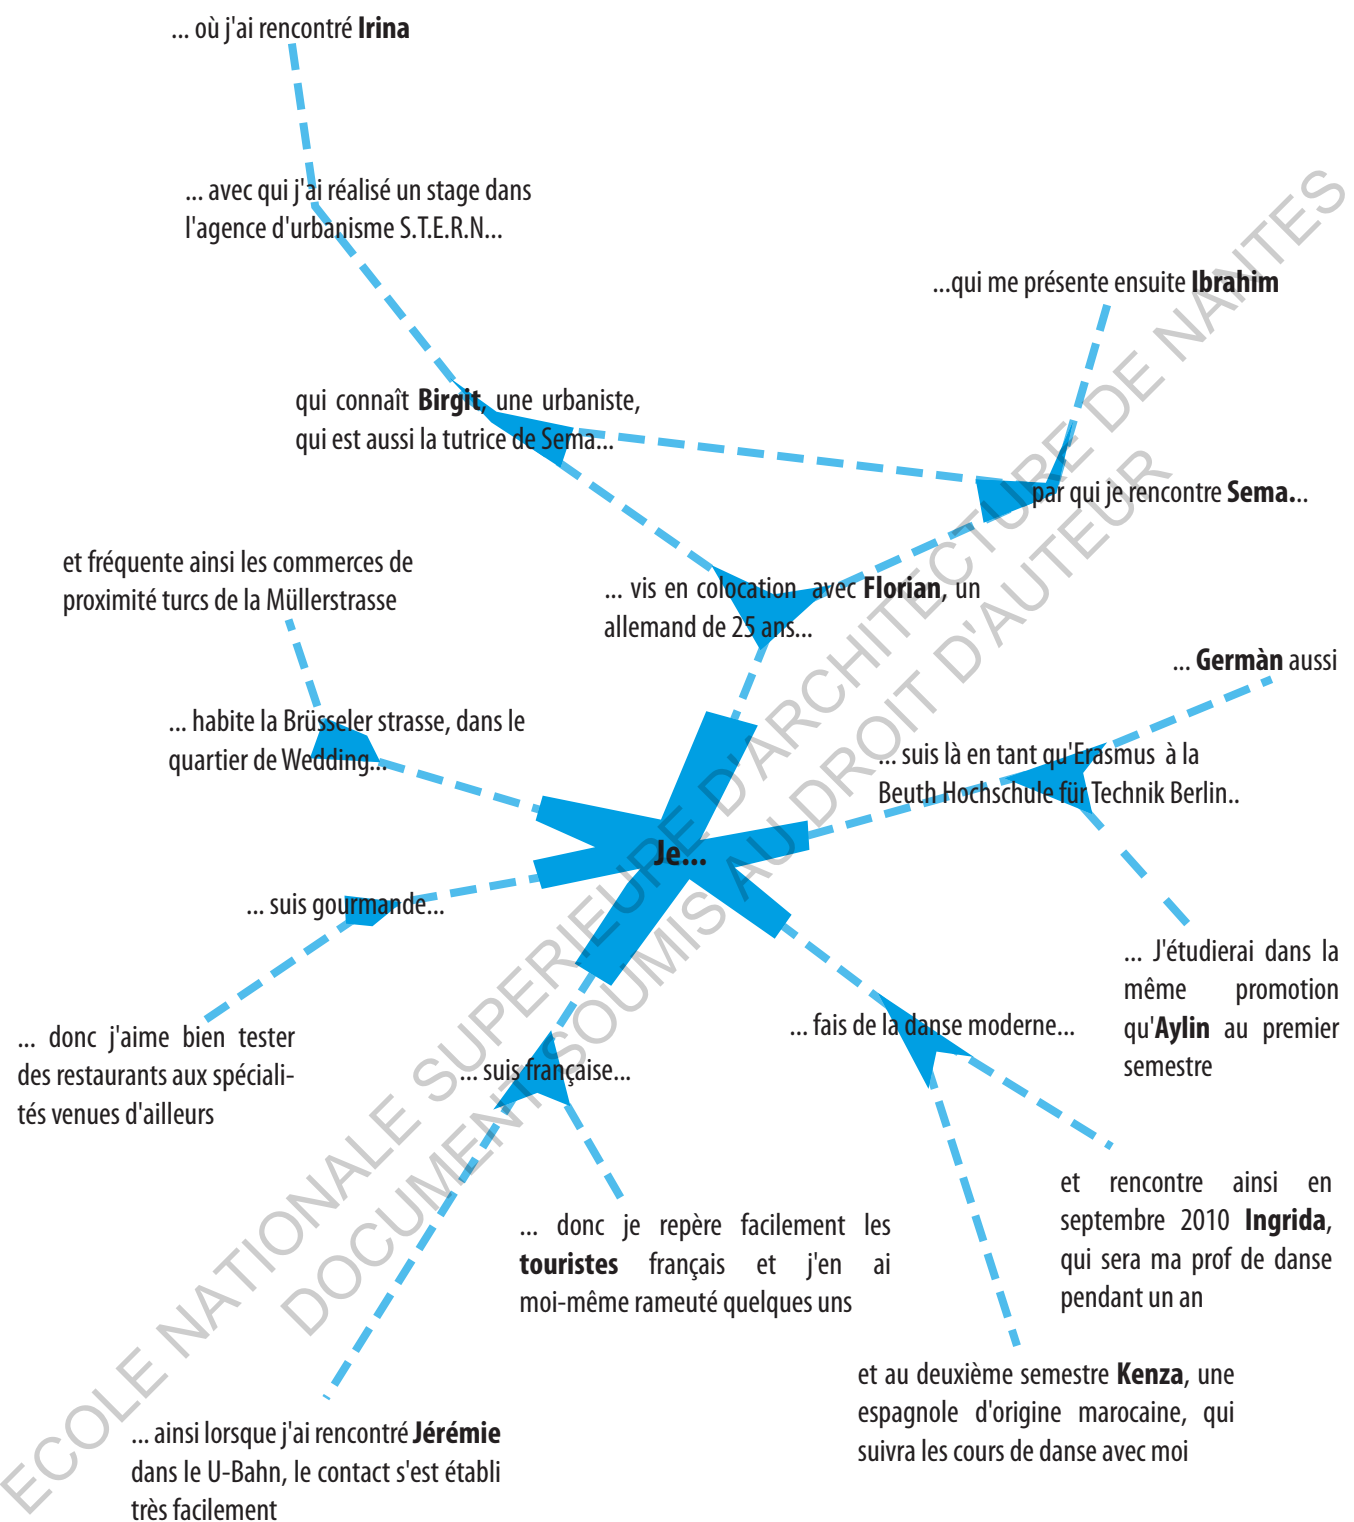 ... où j'ai rencontré Irina
... avec qui j'ai réalisé un stage dans
l'agence d'urbanisme S.T.E.R.N...
...qui me présente ensuite Ibrahim
qui connaît Birgit, une urbaniste,
qui est aussi la tutrice de Sema...
par qui je rencontre Sema...
et fréquente ainsi les commerces de
proximité turcs de la Müllerstrasse
... vis en colocation avec Florian, un
allemand de 25 ans...
... Germàn aussi
... habite la Brüsseler strasse, dans le
quartier de Wedding...
... suis là en tant qu'Erasmus à la
Beuth Hochschule für Technik Berlin..
Je...
... suis gourmande...
... J'étudierai dans la
même promotion
qu'Aylin au premier
semestre
... donc j'aime bien tester
des restaurants aux spéciali-
tés venues d'ailleurs
... suis française...
... fais de la danse moderne...
et rencontre ainsi en
septembre 2010 Ingrida,
qui sera ma prof de danse
pendant un an
... donc je repère facilement les
touristes français et j'en ai
moi-même rameuté quelques uns
et au deuxième semestre Kenza, une
espagnole d'origine marocaine, qui
suivra les cours de danse avec moi
... ainsi lorsque j'ai rencontré Jérémie
dans le U-Bahn, le contact s'est établi
très facilement
ECOLE NATIONALE SUPERIEURE D'ARCHITECTURE DE NANTES
DOCUMENT SOUMIS AU DROIT D'AUTEUR